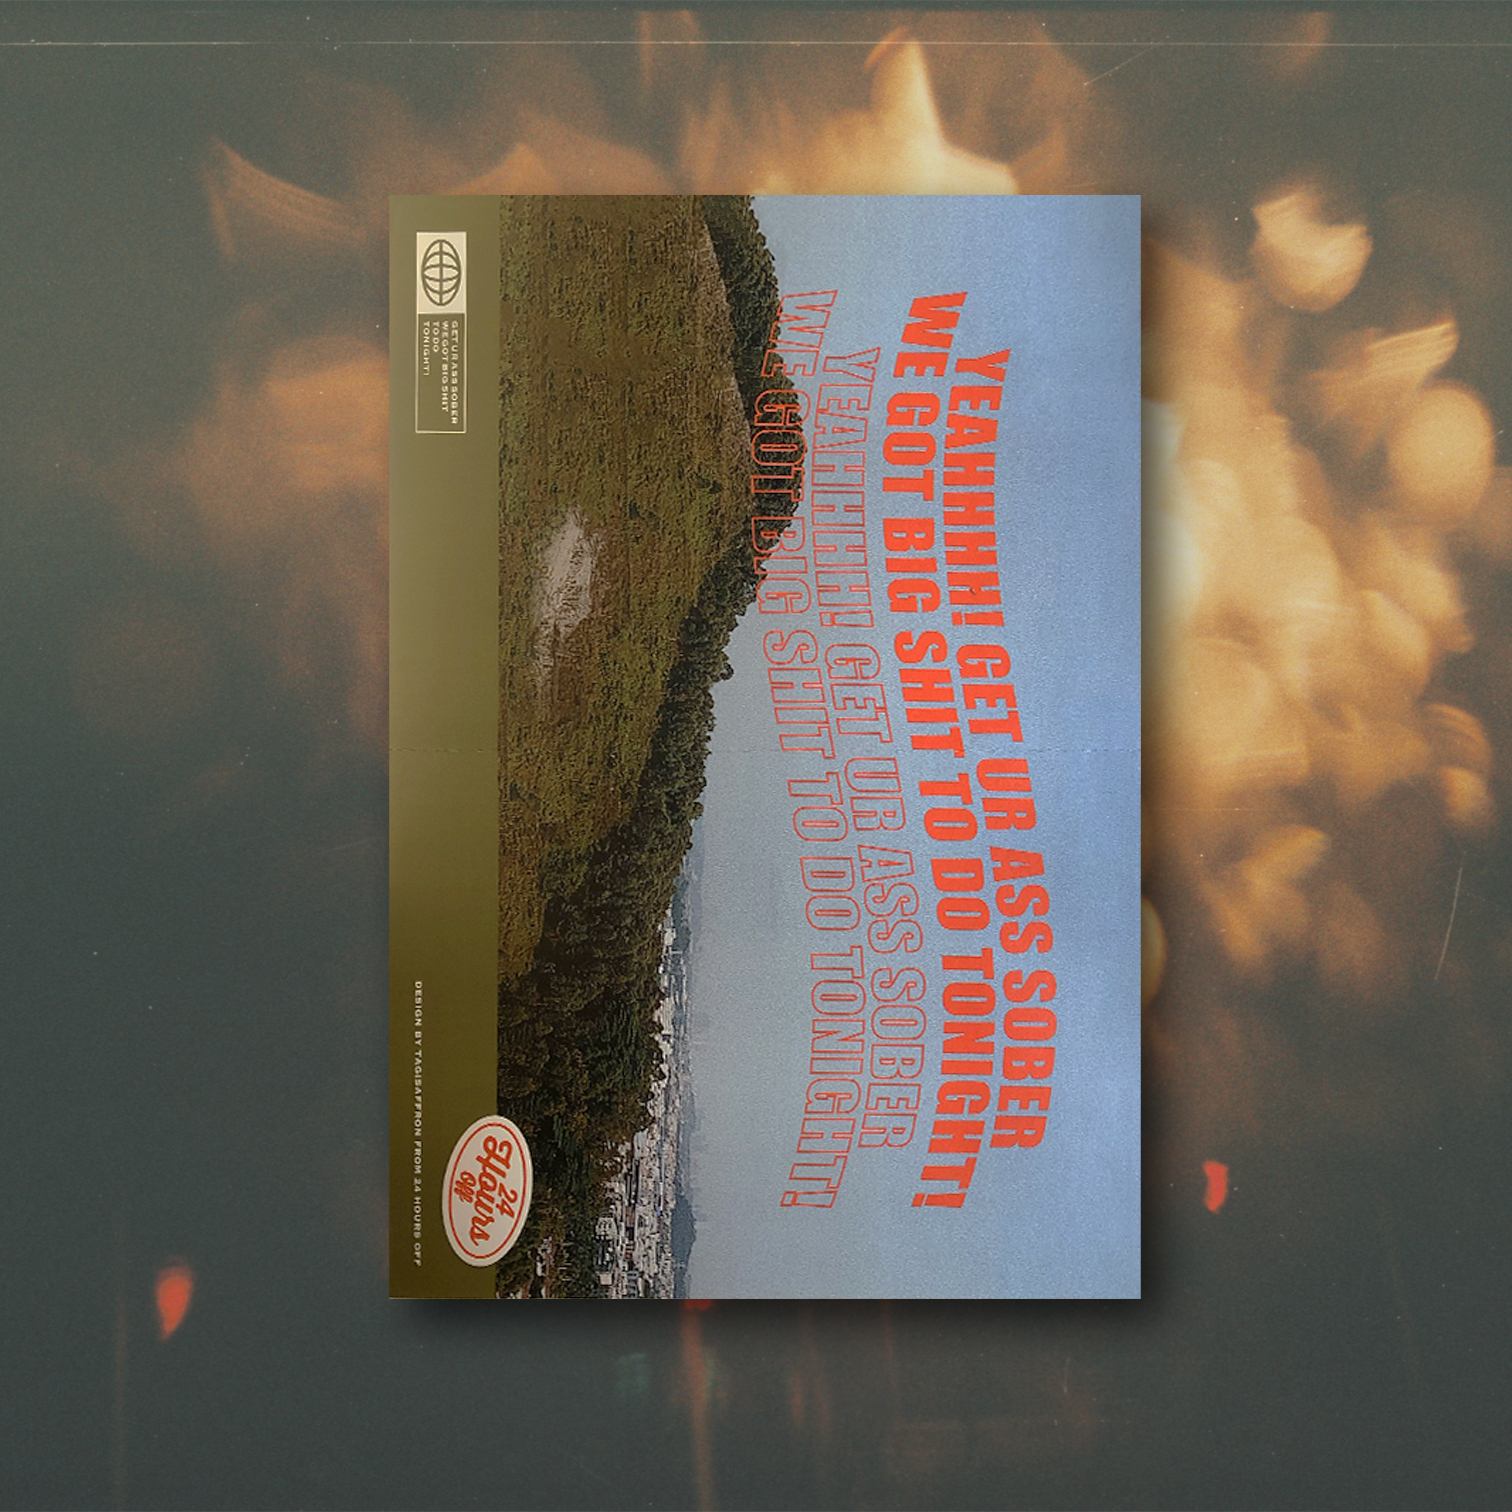 YEAHHHH! GET UR ASS SOBER
WE GOT BIG SHIT TO DO TONIGHT!
YEAHHHH! GET UR ASS SOBER
WE GOT BIG SHIT TO DO TONIGHT!
GET UR ASS SOBER
WE GOT BIG SHIT
TO DO
TONIGHT!
24
Hours
OFF
DESIGN BY TAGISAFFRON FROM 24 HOURS OFF